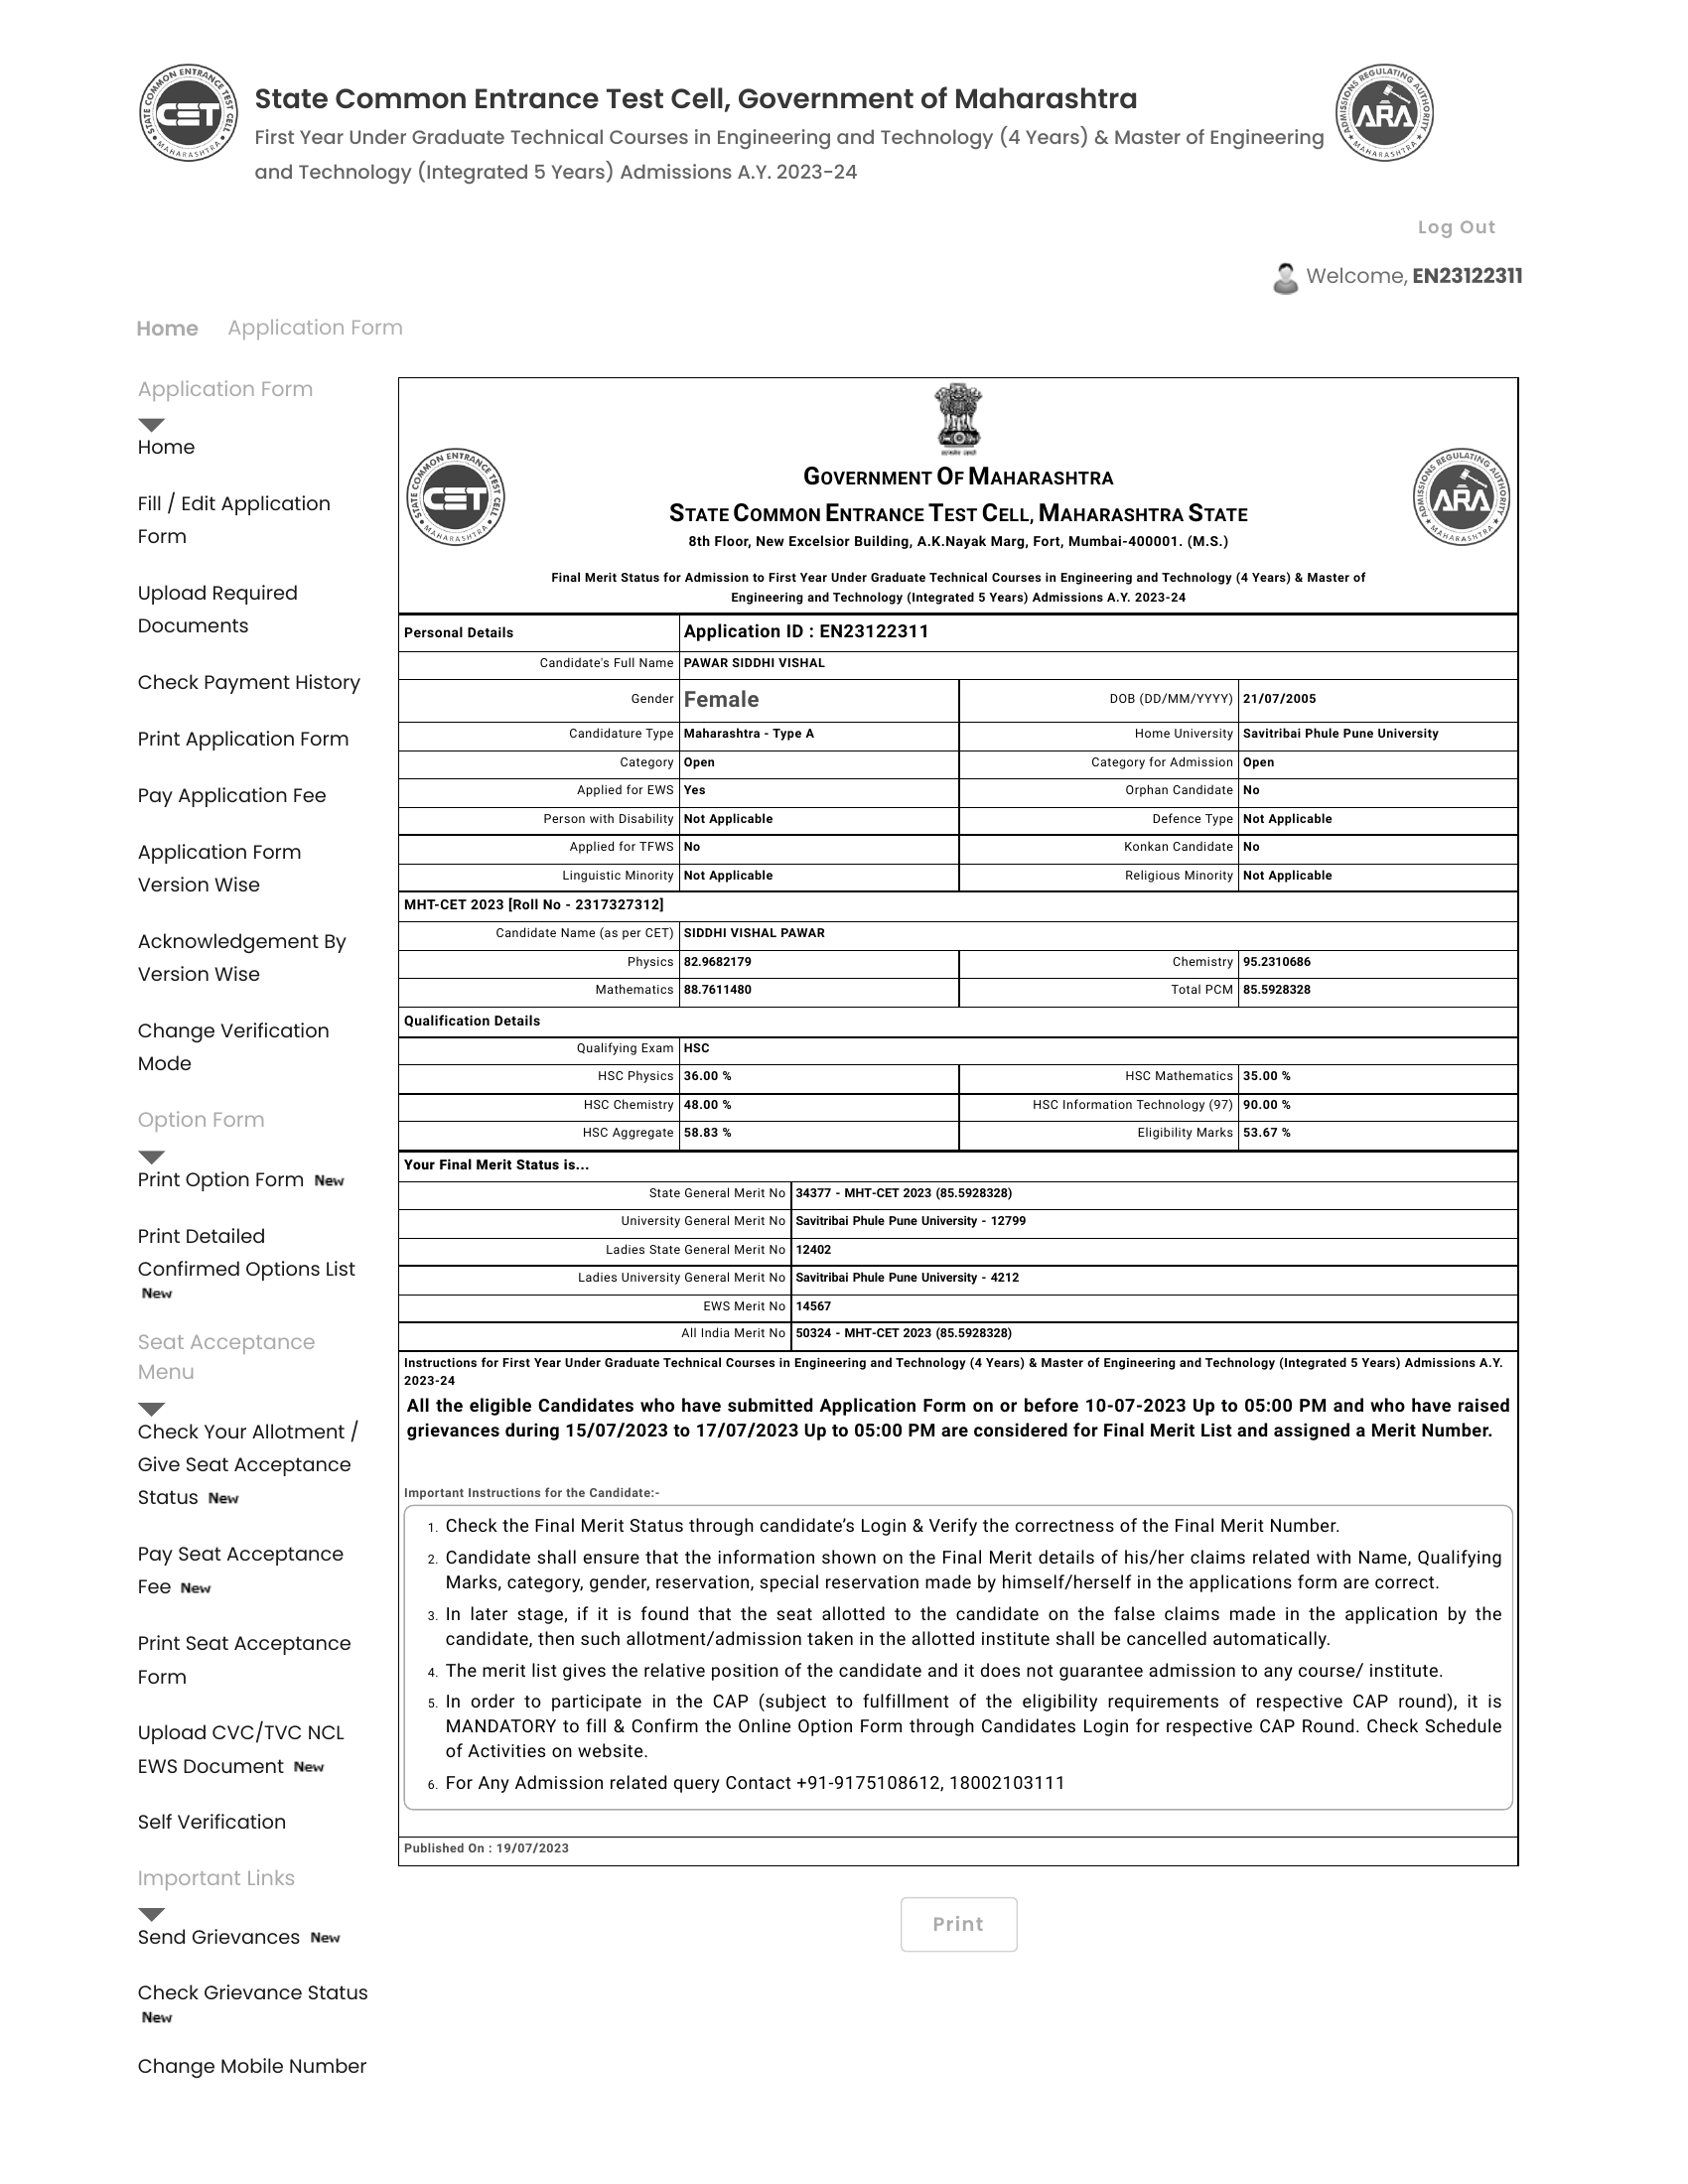 State Common Entrance Test Cell, Government of Maharashtra
First Year Under Graduate Technical Courses in Engineering and Technology (4 Years) & Master of Engineering
and Technology (Integrated 5 Years) Admissions A.Y. 2023-24
STATE COMMON ENTRANCE TEST CELL
CET
MAHARASHTRA
ADMISSIONS REGULATING AUTHORITY
ARA
MAHARASHTRA
Log Out
Welcome, EN23122311
Home Application Form
Application Form
Home
Fill / Edit Application
Form
Upload Required
Documents
Check Payment History
Print Application Form
Pay Application Fee
Application Form
Version Wise
Acknowledgement By
Version Wise
Change Verification
Mode
Option Form
Print Option Form New
Print Detailed
Confirmed Options List
New
Seat Acceptance
Menu
Check Your Allotment /
Give Seat Acceptance
Status New
Pay Seat Acceptance
Fee New
Print Seat Acceptance
Form
Upload CVC/TVC NCL
EWS Document New
Self Verification
Important Links
Send Grievances New
Check Grievance Status
New
Change Mobile Number
STATE COMMON ENTRANCE TEST CELL
CET
MAHARASHTRA
ADMISSIONS REGULATING AUTHORITY
ARA
MAHARASHTRA
GOVERNMENT OF MAHARASHTRA
STATE COMMON ENTRANCE TEST CELL, MAHARASHTRA STATE
8th Floor, New Excelsior Building, A.K.Nayak Marg, Fort, Mumbai-400001. (M.S.)
Final Merit Status for Admission to First Year Under Graduate Technical Courses in Engineering and Technology (4 Years) & Master of
Engineering and Technology (Integrated 5 Years) Admissions A.Y. 2023-24
Personal Details Application ID : EN23122311
Candidate's Full Name PAWAR SIDDHI VISHAL
Gender Female DOB (DD/MM/YYYY) 21/07/2005
Candidature Type Maharashtra - Type A Home University Savitribai Phule Pune University
Category Open Category for Admission Open
Applied for EWS Yes Orphan Candidate No
Person with Disability Not Applicable Defence Type Not Applicable
Applied for TFWS No Konkan Candidate No
Linguistic Minority Not Applicable Religious Minority Not Applicable
MHT-CET 2023 [Roll No - 2317327312]
Candidate Name (as per CET) SIDDHI VISHAL PAWAR
Physics 82.9682179 Chemistry 95.2310686
Mathematics 88.7611480 Total PCM 85.5928328
Qualification Details
Qualifying Exam HSC
HSC Physics 36.00 % HSC Mathematics 35.00 %
HSC Chemistry 48.00 % HSC Information Technology (97) 90.00 %
HSC Aggregate 58.83 % Eligibility Marks 53.67 %
Your Final Merit Status is...
State General Merit No 34377 - MHT-CET 2023 (85.5928328)
University General Merit No Savitribai Phule Pune University - 12799
Ladies State General Merit No 12402
Ladies University General Merit No Savitribai Phule Pune University - 4212
EWS Merit No 14567
All India Merit No 50324 - MHT-CET 2023 (85.5928328)
Instructions for First Year Under Graduate Technical Courses in Engineering and Technology (4 Years) & Master of Engineering and Technology (Integrated 5 Years) Admissions A.Y.
2023-24
All the eligible Candidates who have submitted Application Form on or before 10-07-2023 Up to 05:00 PM and who have raised
grievances during 15/07/2023 to 17/07/2023 Up to 05:00 PM are considered for Final Merit List and assigned a Merit Number.
Important Instructions for the Candidate:-
1. Check the Final Merit Status through candidate’s Login & Verify the correctness of the Final Merit Number.
2. Candidate shall ensure that the information shown on the Final Merit details of his/her claims related with Name, Qualifying
Marks, category, gender, reservation, special reservation made by himself/herself in the applications form are correct.
3. In later stage, if it is found that the seat allotted to the candidate on the false claims made in the application by the
candidate, then such allotment/admission taken in the allotted institute shall be cancelled automatically.
4. The merit list gives the relative position of the candidate and it does not guarantee admission to any course/ institute.
5. In order to participate in the CAP (subject to fulfillment of the eligibility requirements of respective CAP round), it is
MANDATORY to fill & Confirm the Online Option Form through Candidates Login for respective CAP Round. Check Schedule
of Activities on website.
6. For Any Admission related query Contact +91-9175108612, 18002103111
Published On : 19/07/2023
Print